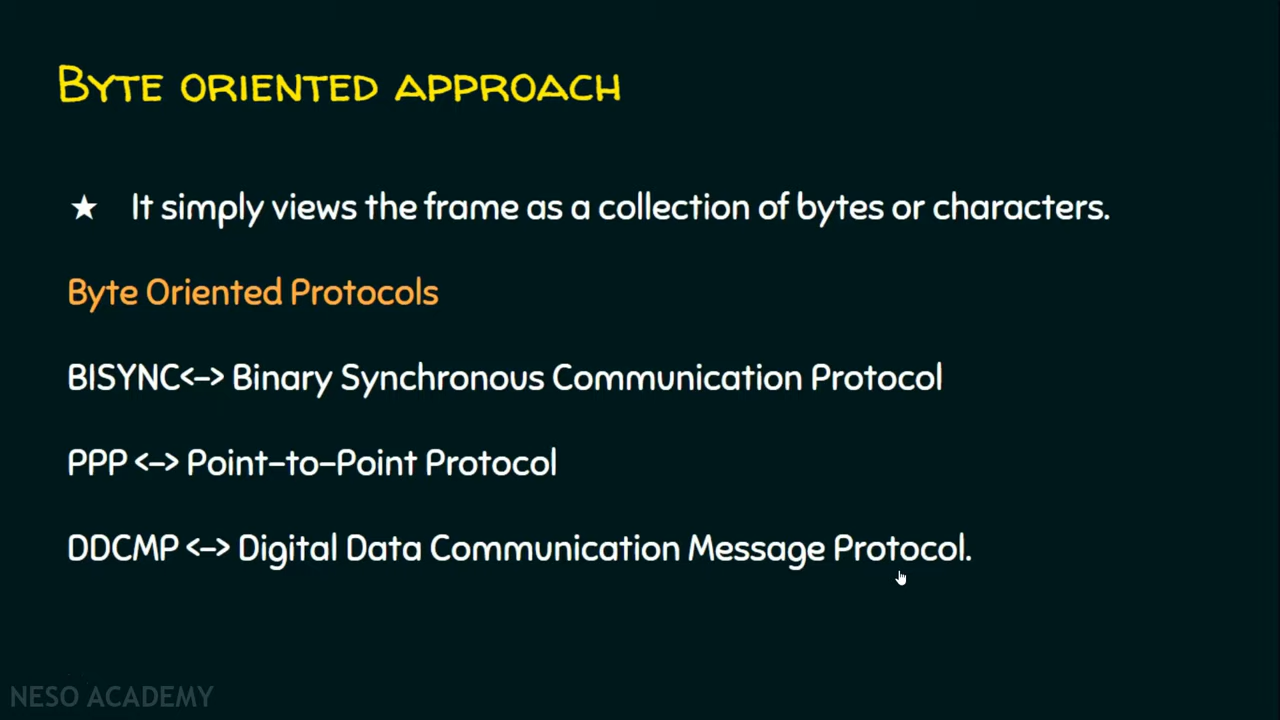 BYTE ORIENTED APPROACH
★ It simply views the frame as a collection of bytes or characters.
Byte Oriented Protocols
BISYNC<-> Binary Synchronous Communication Protocol
PPP <-> Point-to-Point Protocol
DDCMP <-> Digital Data Communication Message Protocol.
NESO ACADEMY